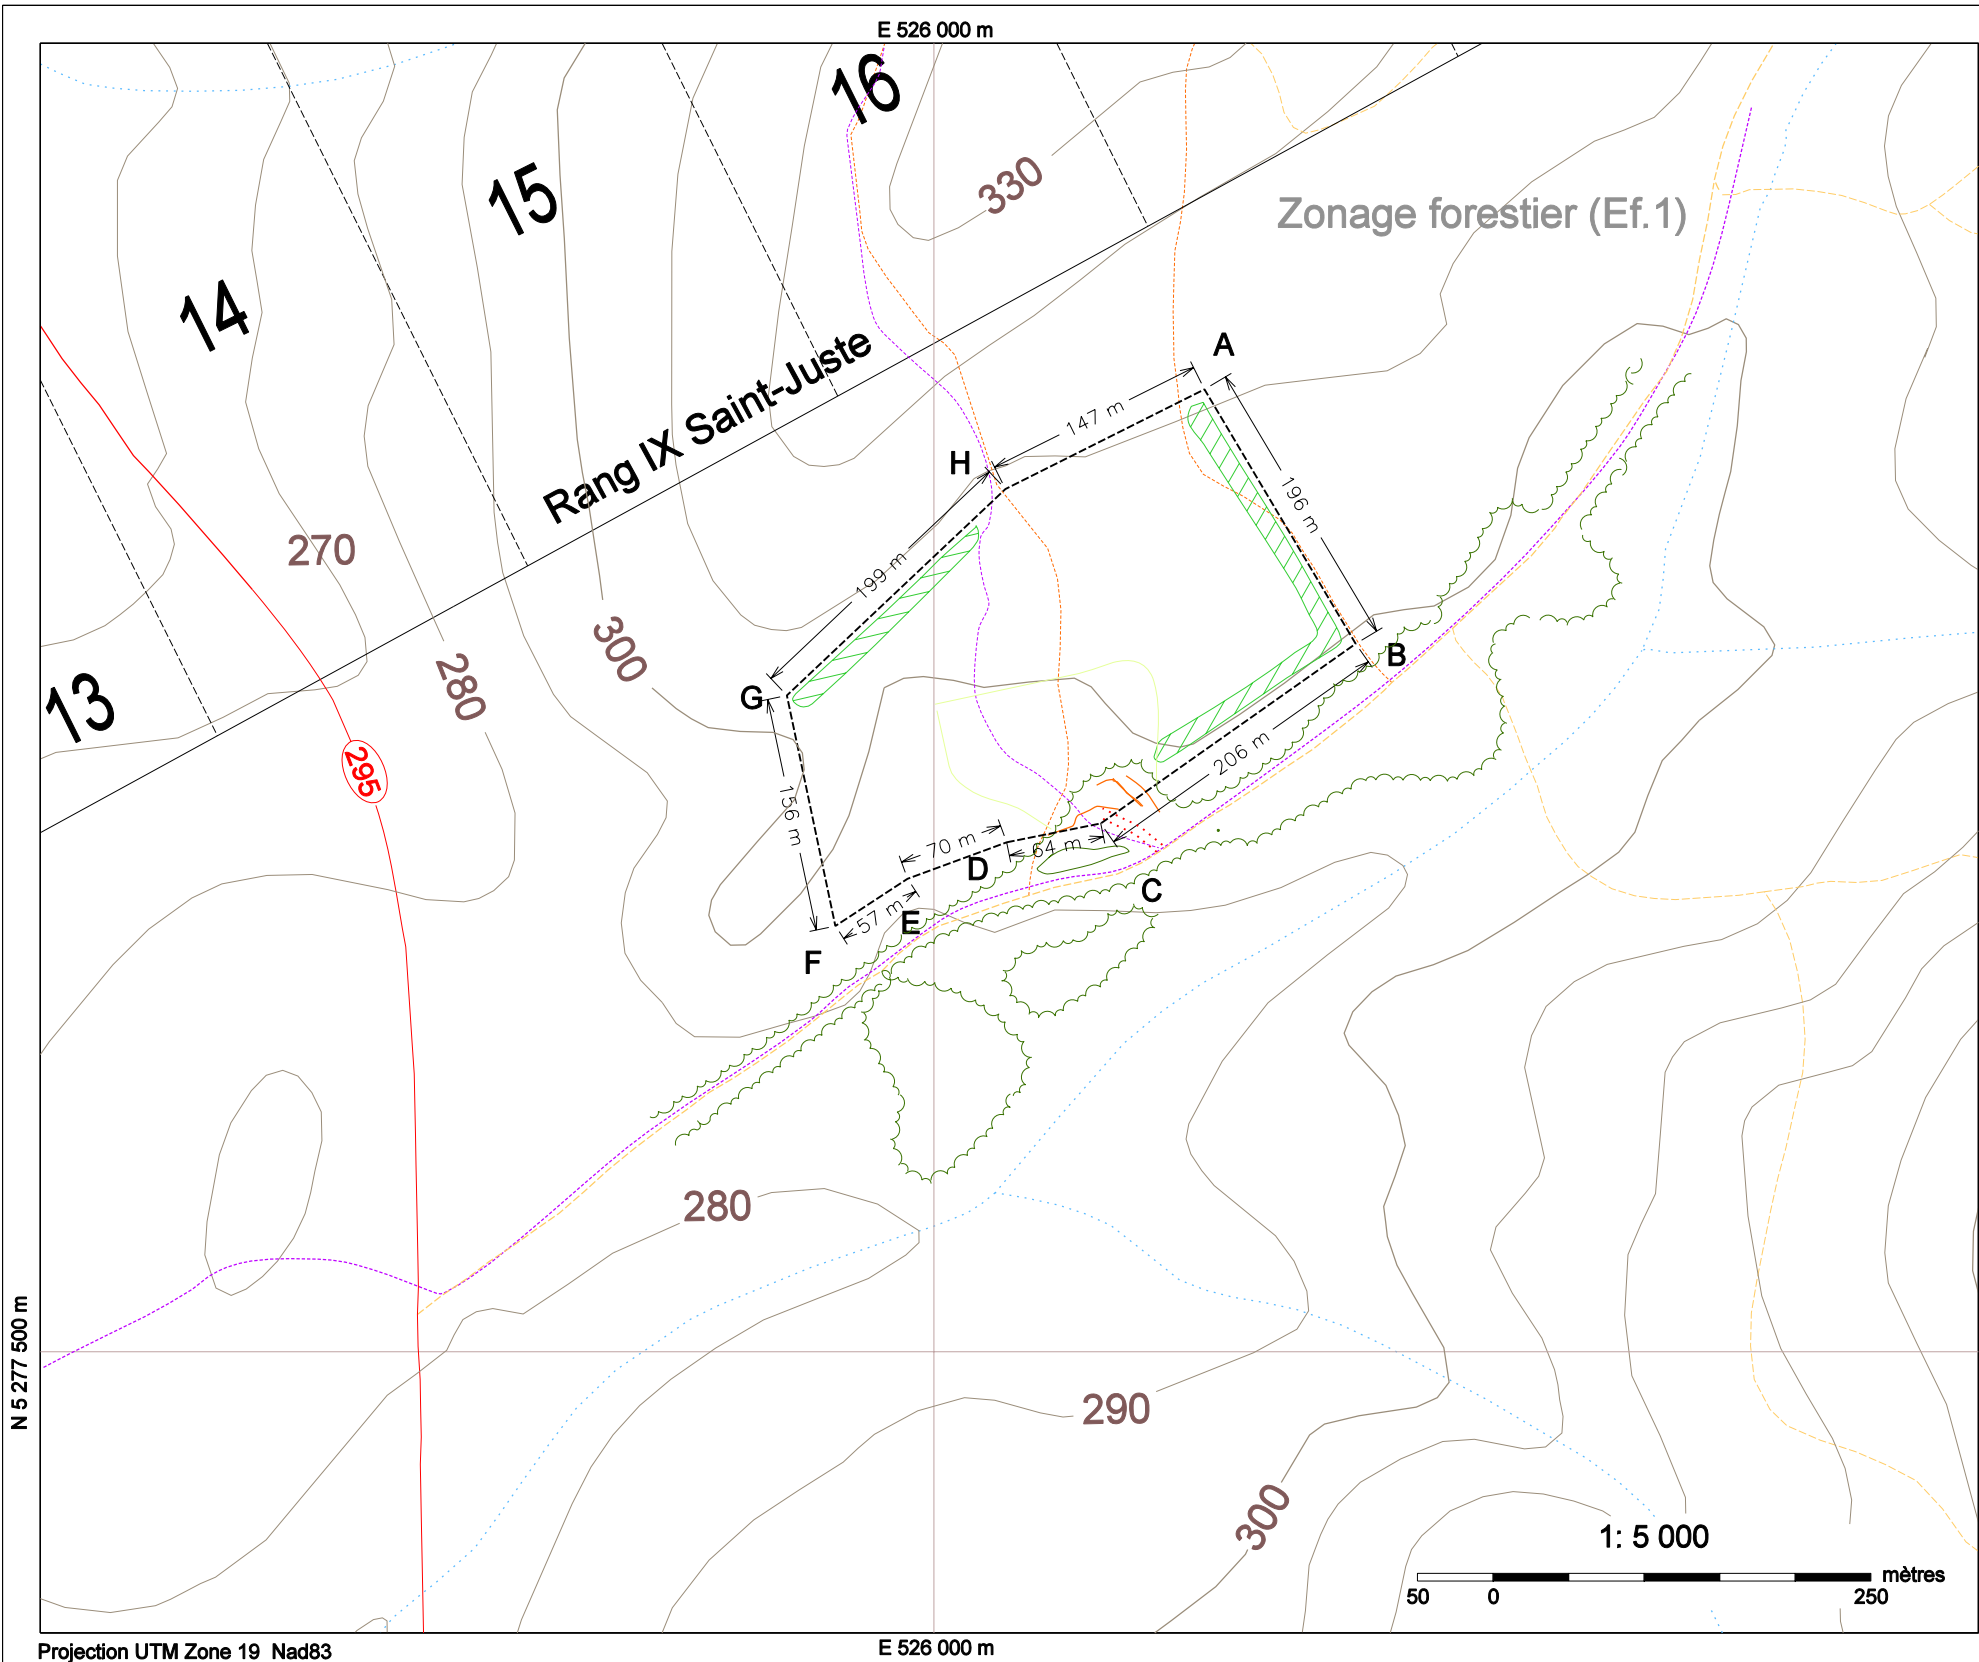 E 526 000 m
16
15
330
Zonage forestier (Ef.1)
14
A
Rang IX Saint-Juste
147 m
H
196 m
270
199 m
300
280
B
G
13
206 m
295
156 m
70 m
64 m
D
C
57 m
E
F
280
N 5 277 500 m
290
300
1: 5 000
mètres
50 0 250
E 526 000 m
Projection UTM Zone 19 Nad83